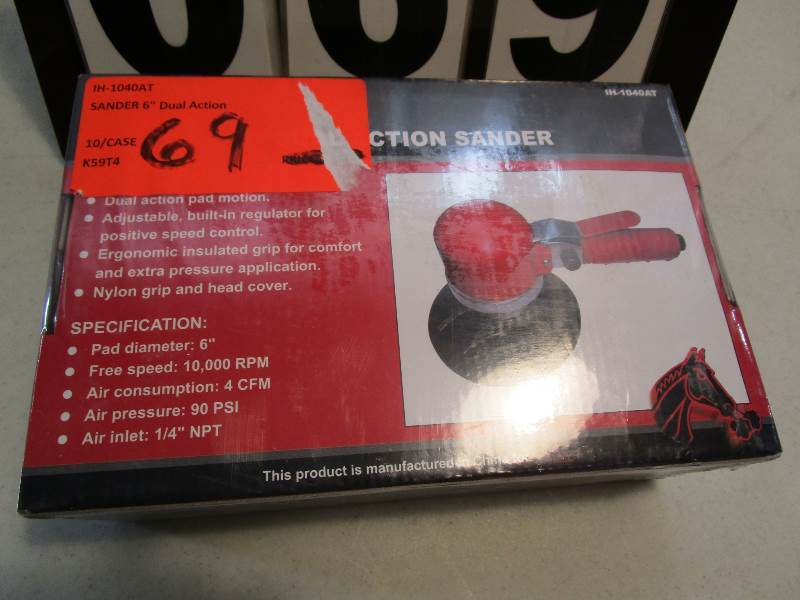 069
IH-1040AT
SANDER 6" Dual Action
10/CASE
69
K59T4
IH-1040AT
CTION SANDER
Dual action pad motion.
• Adjustable, built-in regulator for
positive speed control.
• Ergonomic insulated grip for comfort
and extra pressure application.
• Nylon grip and head cover.
SPECIFICATION:
• Pad diameter: 6"
• Free speed: 10,000 RPM
• Air consumption: 4 CFM
• Air pressure: 90 PSI
• Air inlet: 1/4" NPT
This product is manufactured